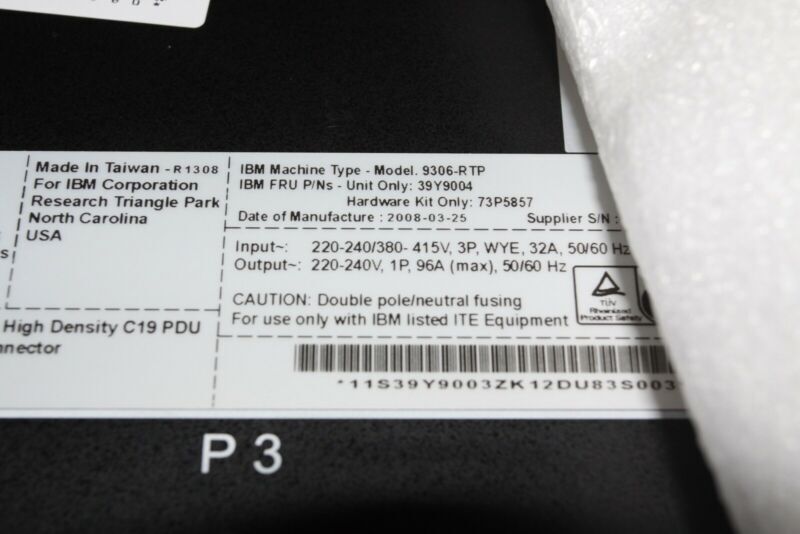 Made In Taiwan - R1308
For IBM Corporation
Research Triangle Park
North Carolina
USA
s
High Density C19 PDU
nnector
IBM Machine Type - Model. 9306-RTP
IBM FRU P/Ns - Unit Only: 39Y9004
Hardware Kit Only: 73P5857
Date of Manufacture : 2008-03-25 Supplier S/N :
Input~: 220-240/380- 415V, 3P, WYE, 32A, 50/60 Hz
Output~: 220-240V, 1P, 96A (max), 50/60 Hz
CAUTION: Double pole/neutral fusing
For use only with IBM listed ITE Equipment
TÜV
Rheinland
Product Safety
*11S39Y9003ZK12DU83S003
P3